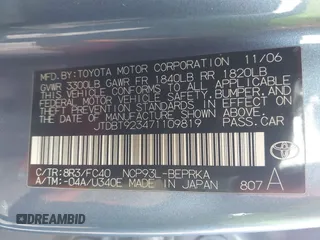 MFD. BY: TOYOTA MOTOR CORPORATION 11/06
GVWR 3300LB GAWR FR 1840LB RR 1820LB
THIS VEHICLE CONFORMS TO ALL APPLICABLE
FEDERAL MOTOR VEHICLE SAFETY, BUMPER, AND
THEFT PREVENTION STANDARDS IN EFFECT ON
THE DATE OF MANUFACTURE SHOWN ABOVE.
JTDBT923471109819 PASS.CAR
C/TR: 8R3/FC40 NCP93L-BEPRKA
A/TM: -04A/U340E MADE IN JAPAN 807 A
TOYOTA
DREAMBID